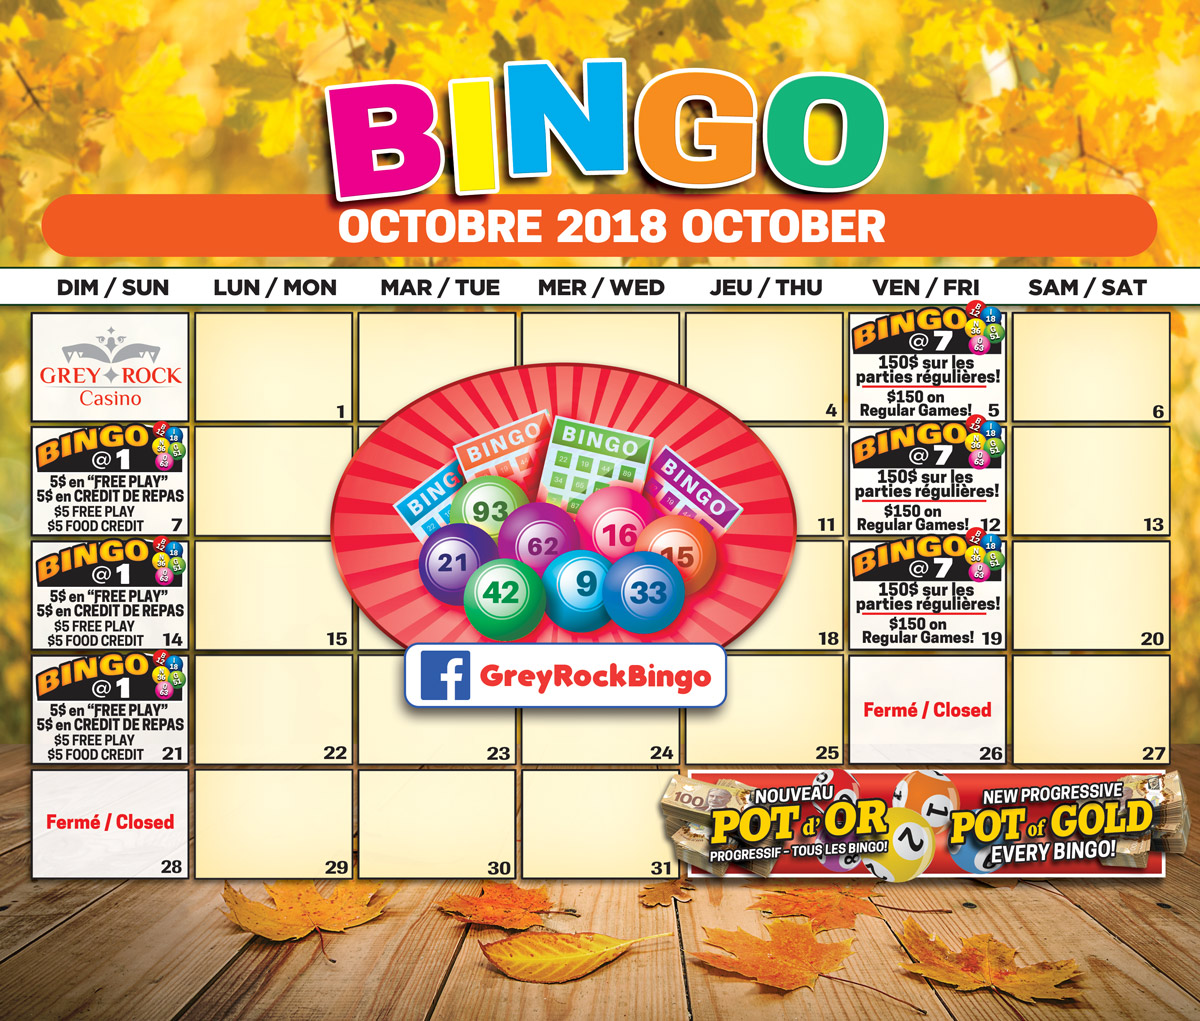 BINGO
OCTOBRE 2018 OCTOBER
DIM / SUN LUN / MON MAR / TUE MER / WED JEU / THU VEN / FRI SAM / SAT
GREY ROCK
Casino
1
4
BINGO
@ 7
150$ sur les
parties régulières!
$150 on
Regular Games! 5
6
BINGO
@ 1
5$ en “FREE PLAY”
5$ en CRÉDIT DE REPAS
$5 FREE PLAY
$5 FOOD CREDIT 7
11
BINGO
@ 7
150$ sur les
parties régulières!
$150 on
Regular Games! 12
13
BINGO
@ 1
5$ en “FREE PLAY”
5$ en CRÉDIT DE REPAS
$5 FREE PLAY
$5 FOOD CREDIT 14
15
18
BINGO
@ 7
150$ sur les
parties régulières!
$150 on
Regular Games! 19
20
BINGO
@ 1
5$ en “FREE PLAY”
5$ en CRÉDIT DE REPAS
$5 FREE PLAY
$5 FOOD CREDIT 21
22
23
24
25
Fermé / Closed
26
27
Fermé / Closed
28
29
30
31
BINGO
BINGO
BINGO
93
16
62
21
15
42
9
33
GreyRockBingo
NOUVEAU
POT d’ OR
PROGRESSIF – TOUS LES BINGO!
1
2
NEW PROGRESSIVE
POT of GOLD
EVERY BINGO!
100